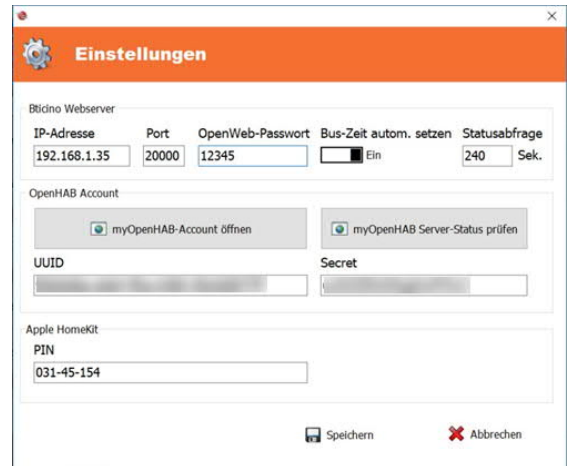 Einstellungen
Bticino Webserver
IP-Adresse Port OpenWeb-Passwort Bus-Zeit autom. setzen Statusabfrage
192.168.1.35 20000 12345 Ein 240 Sek.
OpenHAB Account
myOpenHAB-Account öffnen myOpenHAB Server-Status prüfen
UUID Secret
Apple HomeKit
PIN
031-45-154
Speichern Abbrechen